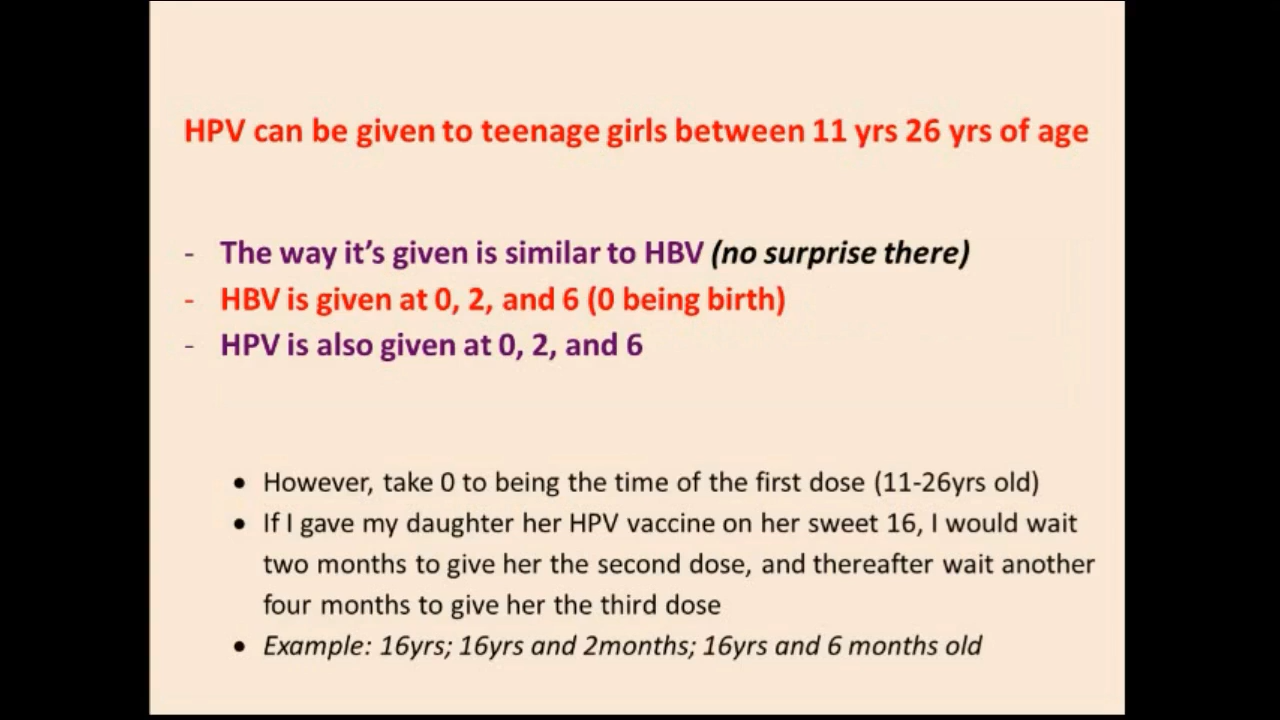 HPV can be given to teenage girls between 11 yrs 26 yrs of age
- The way it's given is similar to HBV (no surprise there)
- HBV is given at 0, 2, and 6 (0 being birth)
- HPV is also given at 0, 2, and 6
• However, take 0 to being the time of the first dose (11-26yrs old)
• If I gave my daughter her HPV vaccine on her sweet 16, I would wait
two months to give her the second dose, and thereafter wait another
four months to give her the third dose
• Example: 16yrs; 16yrs and 2months; 16yrs and 6 months old